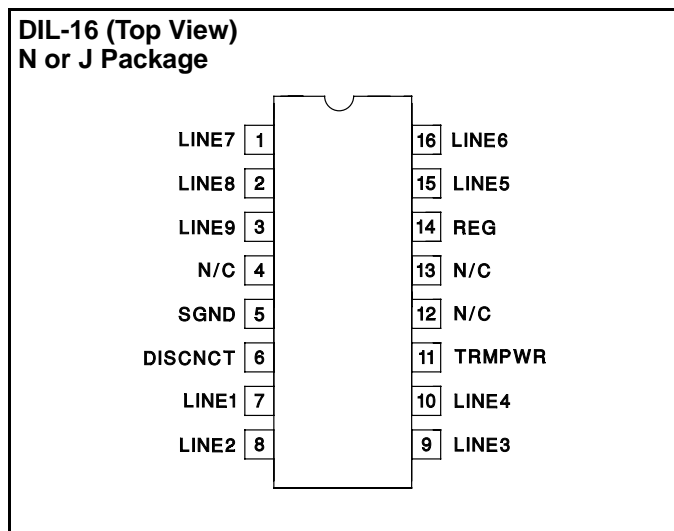 DIL-16 (Top View)
N or J Package
LINE7 1 16 LINE6
LINE8 2 15 LINE5
LINE9 3 14 REG
N/C 4 13 N/C
SGND 5 12 N/C
DISCNCT 6 11 TRMPWR
LINE1 7 10 LINE4
LINE2 8 9 LINE3